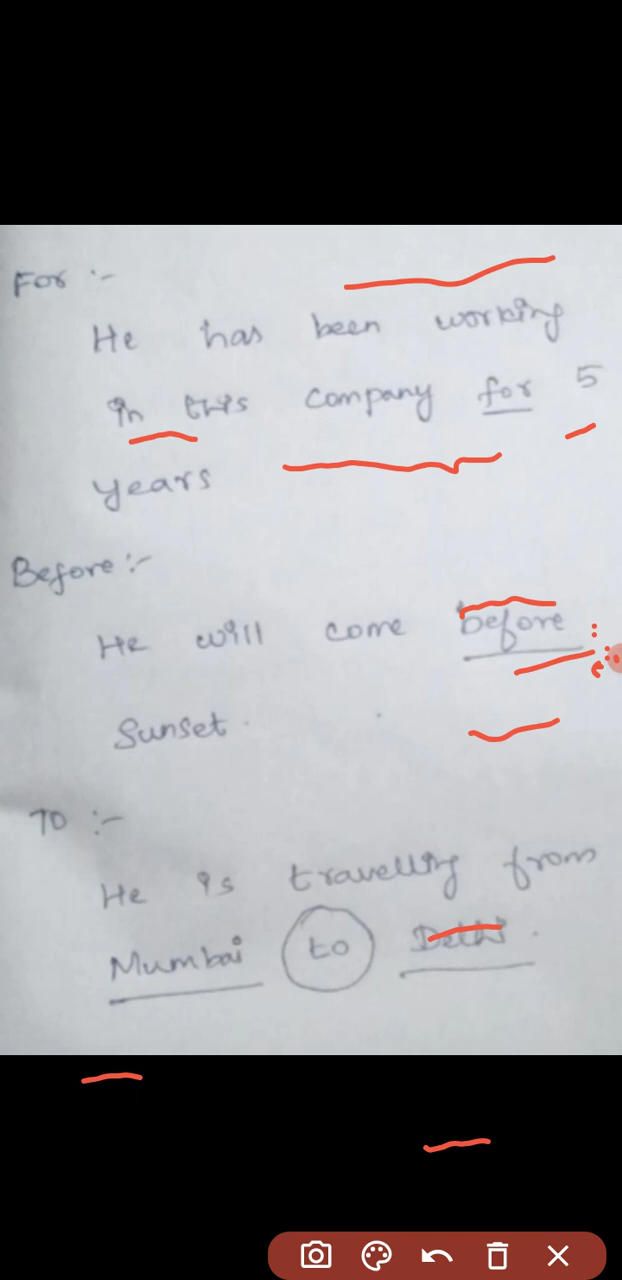 For :-
He has been working
in this company for 5
years
Before :-
He will come before
Sunset.
To :-
He is travelling from
Mumbai to Delhi.